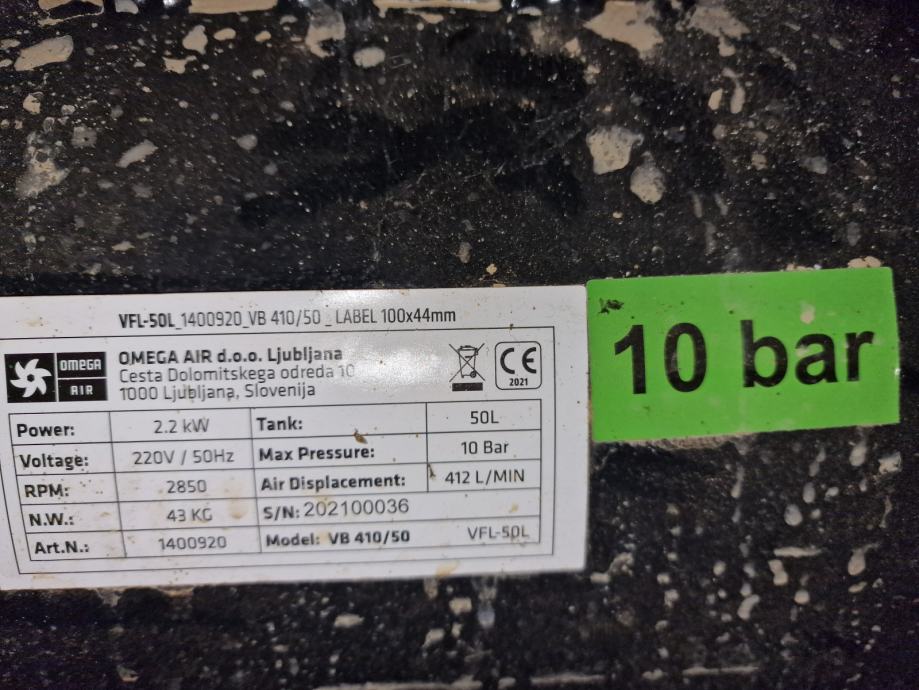 VFL-50L_1400920_VB 410/50 _ LABEL 100x44mm
OMEGA AIR
OMEGA AIR d.o.o. Ljubljana
Cesta Dolomitskega odreda 10
1000 Ljubljana, Slovenija
CE
2021
Power: 2.2 kW Tank: 50L
Voltage: 220V / 50Hz Max Pressure: 10 Bar
RPM: 2850 Air Displacement: 412 L/MIN
N.W.: 43 KG S/N: 202100036
Art.N.: 1400920 Model: VB 410/50 VFL-50L
10 bar